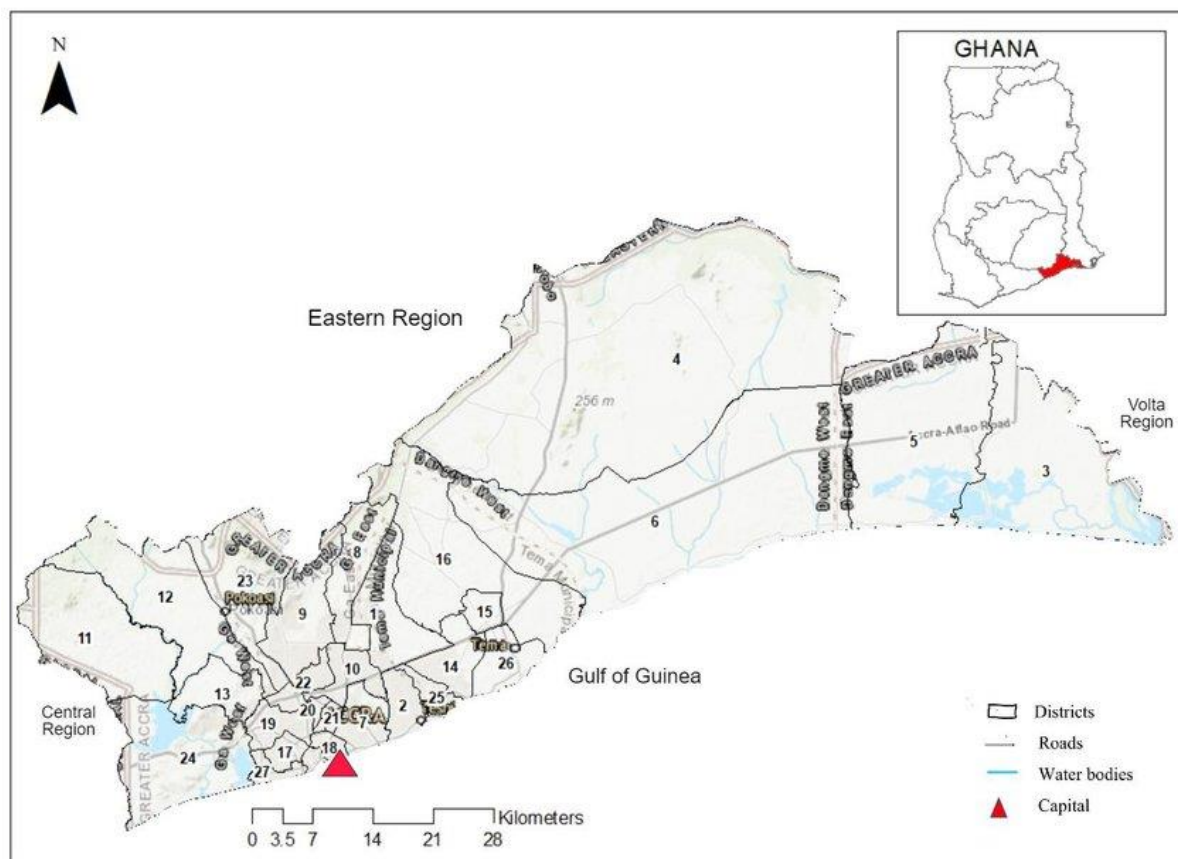 N
GHANA
Eastern Region
256 m
4
GREATER ACCRA
Volta
Region
Accra-Aflao Road
5
3
Dangme West
Dangme East
6
Dangme West
8
16
GREATER ACCRA
23
Pokoasi
12
9
1
Tema Municipal
Ga East
15
11
Tema
10
14
26
Gulf of Guinea
13
22
Ga West
2
25
20
21
7
Central
Region
19
24
17
18
27
GREATER ACCRA
Districts
Roads
Water bodies
Capital
Kilometers
0 3.5 7 14 21 28